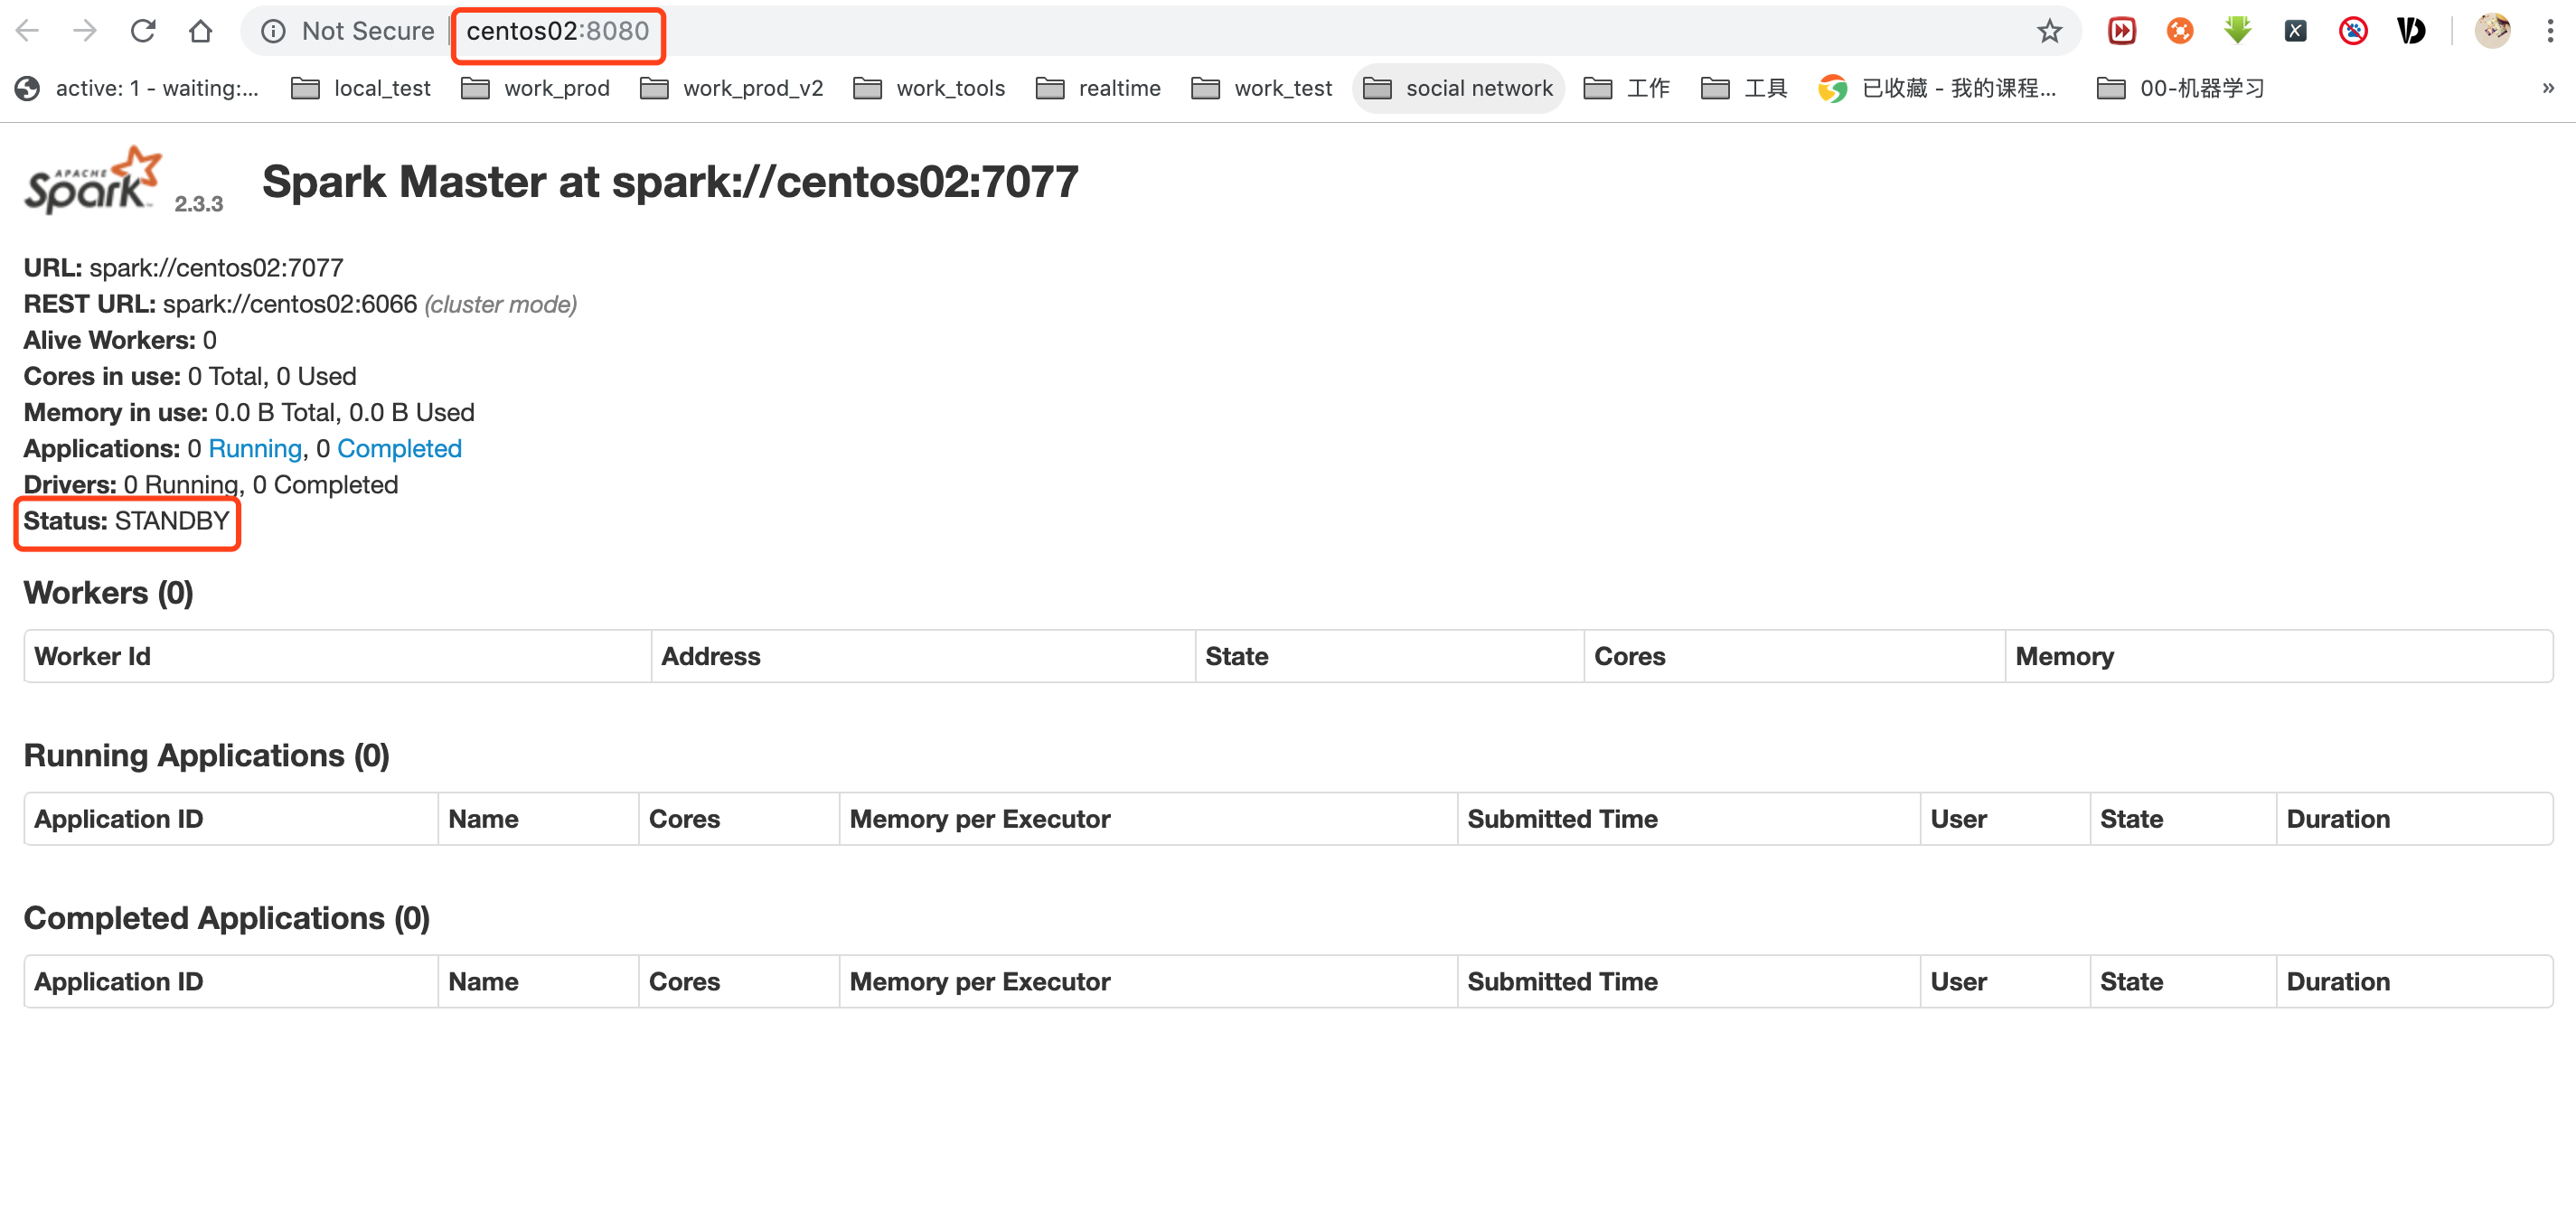 Not Secure | centos02:8080
active: 1 - waiting:... local_test work_prod work_prod_v2 work_tools realtime work_test social network 工作 工具 已收藏 - 我的课程... 00-机器学习 »
APACHE Spark 2.3.3 Spark Master at spark://centos02:7077
URL: spark://centos02:7077
REST URL: spark://centos02:6066 (cluster mode)
Alive Workers: 0
Cores in use: 0 Total, 0 Used
Memory in use: 0.0 B Total, 0.0 B Used
Applications: 0 Running, 0 Completed
Drivers: 0 Running, 0 Completed
Status: STANDBY
Workers (0)
Worker Id Address State Cores Memory
Running Applications (0)
Application ID Name Cores Memory per Executor Submitted Time User State Duration
Completed Applications (0)
Application ID Name Cores Memory per Executor Submitted Time User State Duration